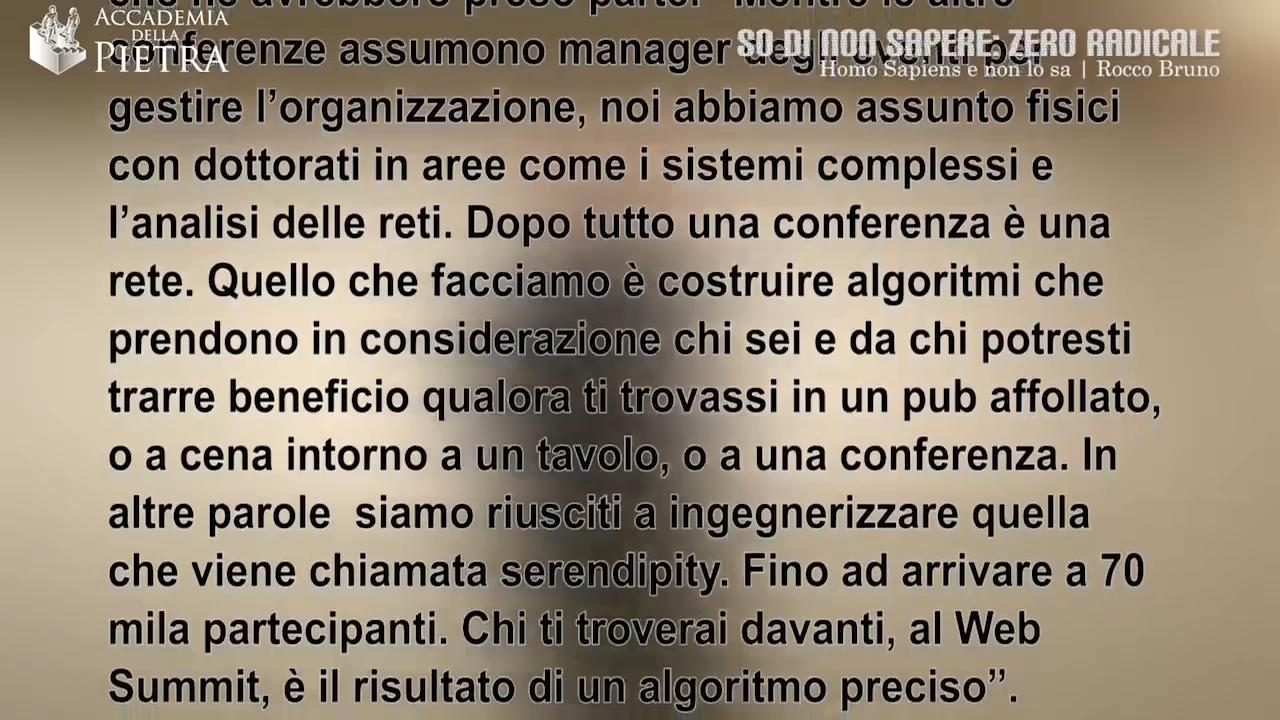 che ne avrebbero preso parte. “Mentre le altre
ACCADEMIA
DELLA
PIETRA
SO DI NON SAPERE: ZERO RADICALE
Homo Sapiens e non lo sa | Rocco Bruno
conferenze assumono manager degli eventi per
gestire l’organizzazione, noi abbiamo assunto fisici
con dottorati in aree come i sistemi complessi e
l’analisi delle reti. Dopo tutto una conferenza è una
rete. Quello che facciamo è costruire algoritmi che
prendono in considerazione chi sei e da chi potresti
trarre beneficio qualora ti trovassi in un pub affollato,
o a cena intorno a un tavolo, o a una conferenza. In
altre parole  siamo riusciti a ingegnerizzare quella
che viene chiamata serendipity. Fino ad arrivare a 70
mila partecipanti. Chi ti troverai davanti, al Web
Summit, è il risultato di un algoritmo preciso”.